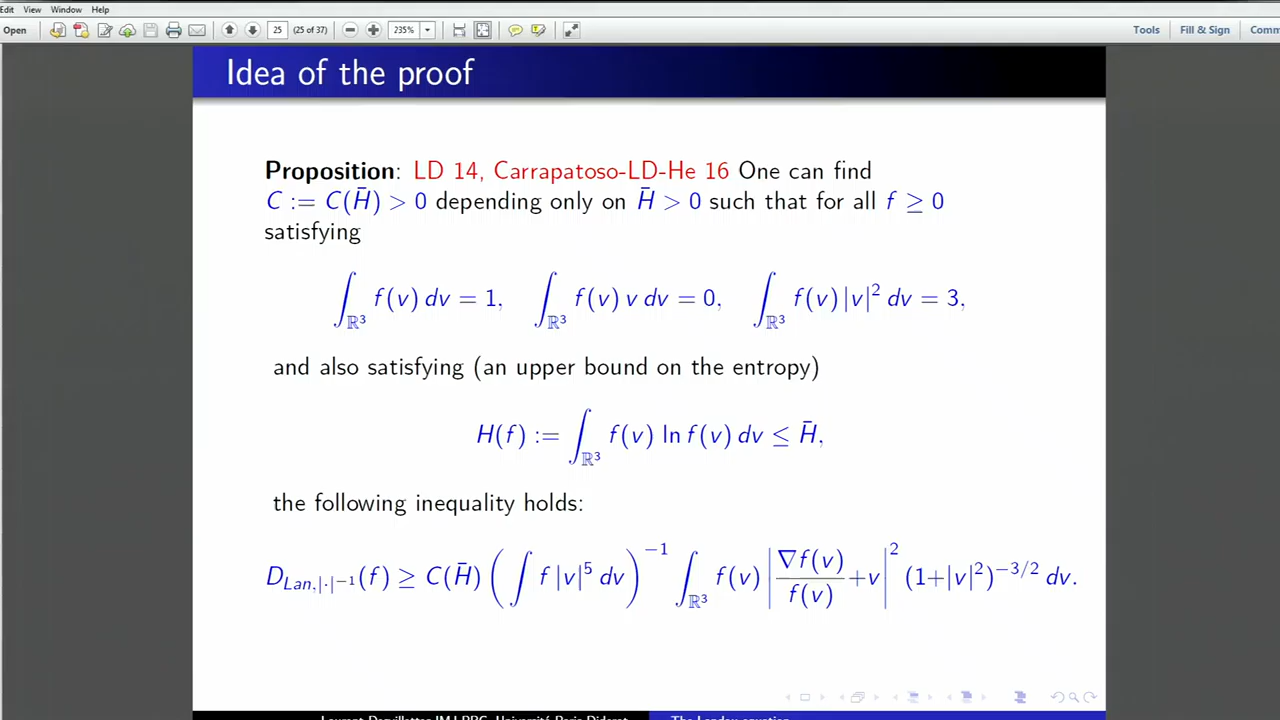 Edit View Window Help
Open 25 (25 of 37) 235% Tools Fill & Sign
Idea of the proof
Proposition: LD 14, Carrapatoso-LD-He 16 One can find
C := C(H̄) > 0 depending only on H̄ > 0 such that for all f ≥ 0
satisfying
∫_{ℝ³} f(v) dv = 1, ∫_{ℝ³} f(v) v dv = 0, ∫_{ℝ³} f(v) |v|² dv = 3,
and also satisfying (an upper bound on the entropy)
H(f) := ∫_{ℝ³} f(v) ln f(v) dv ≤ H̄,
the following inequality holds:
D_{Lan,|·|⁻¹}(f) ≥ C(H̄) (∫ f |v|⁵ dv)⁻¹ ∫_{ℝ³} f(v) |∇f(v)/f(v) + v|² (1+|v|²)^{−3/2} dv.